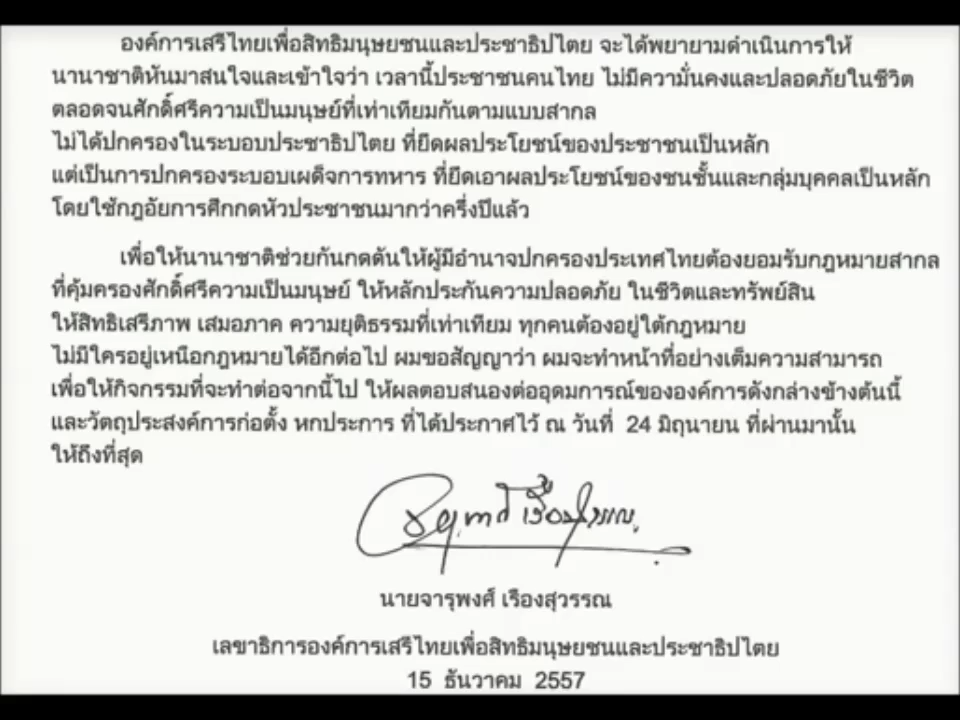 องค์การเสรีไทยเพื่อสิทธิมนุษยชนและประชาธิปไตย จะได้พยายามดำเนินการให้
นานาชาติหันมาสนใจและเข้าใจว่า เวลานี้ประชาชนคนไทย ไม่มีความั่นคงและปลอดภัยในชีวิต
ตลอดจนศักดิ์ศรีความเป็นมนุษย์ที่เท่าเทียมกันตามแบบสากล
ไม่ได้ปกครองในระบอบประชาธิปไตย ที่ยึดผลประโยชน์ของประชาชนเป็นหลัก
แต่เป็นการปกครองระบอบเผด็จการทหาร ที่ยึดเอาผลประโยชน์ของชนชั้นและกลุ่มบุคคลเป็นหลัก
โดยใช้กฎอัยการศึกกดหัวประชาชนมากว่าครึ่งปีแล้ว
เพื่อให้นานาชาติช่วยกันกดดันให้ผู้มีอำนาจปกครองประเทศไทยต้องยอมรับกฎหมายสากล
ที่คุ้มครองศักดิ์ศรีความเป็นมนุษย์ ให้หลักประกันความปลอดภัย ในชีวิตและทรัพย์สิน
ให้สิทธิเสรีภาพ เสมอภาค ความยุติธรรมที่เท่าเทียม ทุกคนต้องอยู่ใต้กฎหมาย
ไม่มีใครอยู่เหนือกฎหมายได้อีกต่อไป ผมขอสัญญาว่า ผมจะทำหน้าที่อย่างเต็มความสามารถ
เพื่อให้กิจกรรมที่จะทำต่อจากนี้ไป ให้ผลตอบสนองต่ออุดมการณ์ขององค์การดังกล่างข้างต้นนี้
และวัตถุประสงค์การก่อตั้ง หกประการ ที่ได้ประกาศไว้ ณ วันที่ 24 มิถุนายน ที่ผ่านมานั้น
ให้ถึงที่สุด
นายจารุพงศ์ เรืองสุวรรณ
เลขาธิการองค์การเสรีไทยเพื่อสิทธิมนุษยชนและประชาธิปไตย
15 ธันวาคม 2557